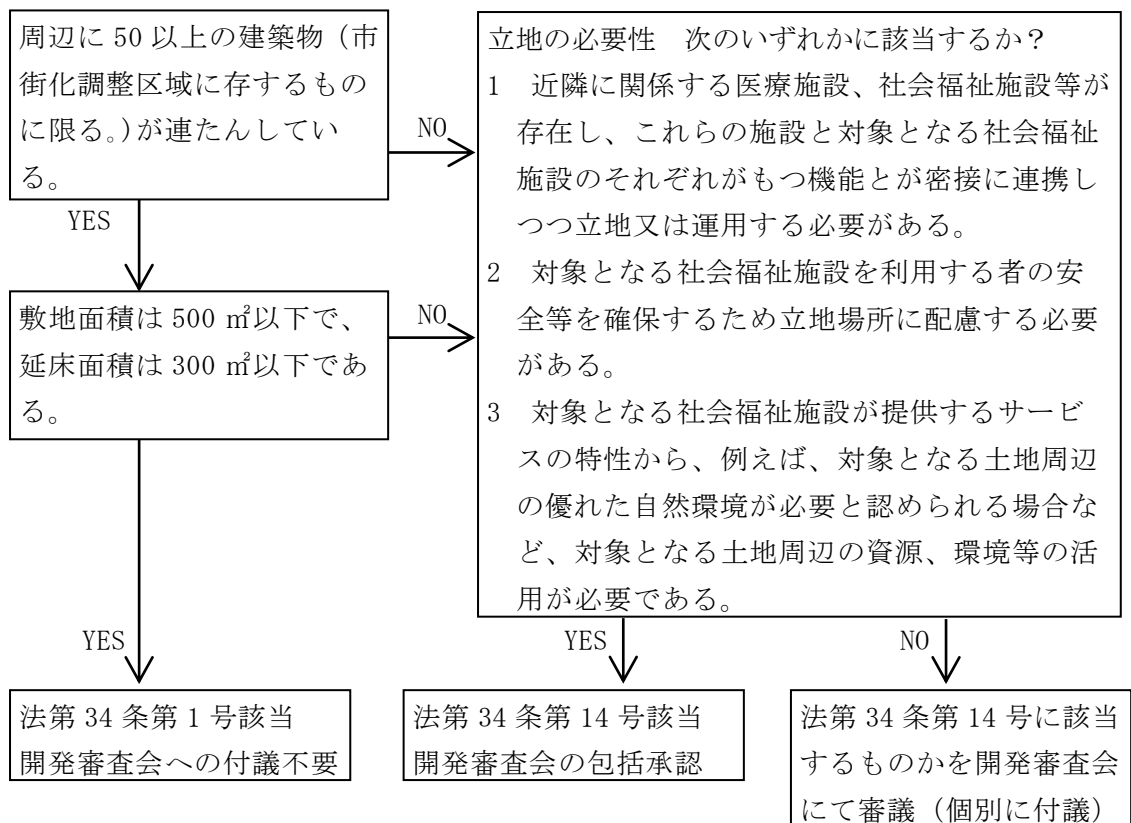 周辺に 50 以上の建築物（市
街化調整区域に存するもの
に限る。）が連たんしてい
る。
NO
YES
敷地面積は 500 ㎡以下で、
延床面積は 300 ㎡以下であ
る。
NO
立地の必要性　次のいずれかに該当するか？
1　近隣に関係する医療施設、社会福祉施設等が
存在し、これらの施設と対象となる社会福祉
施設のそれぞれがもつ機能とが密接に連携し
つつ立地又は運用する必要がある。
2　対象となる社会福祉施設を利用する者の安
全等を確保するため立地場所に配慮する必要
がある。
3　対象となる社会福祉施設が提供するサービ
スの特性から、例えば、対象となる土地周辺
の優れた自然環境が必要と認められる場合な
ど、対象となる土地周辺の資源、環境等の活
用が必要である。
YES
YES
NO
法第 34 条第 1 号該当
開発審査会への付議不要
法第 34 条第 14 号該当
開発審査会の包括承認
法第 34 条第 14 号に該当
するものかを開発審査会
にて審議（個別に付議）